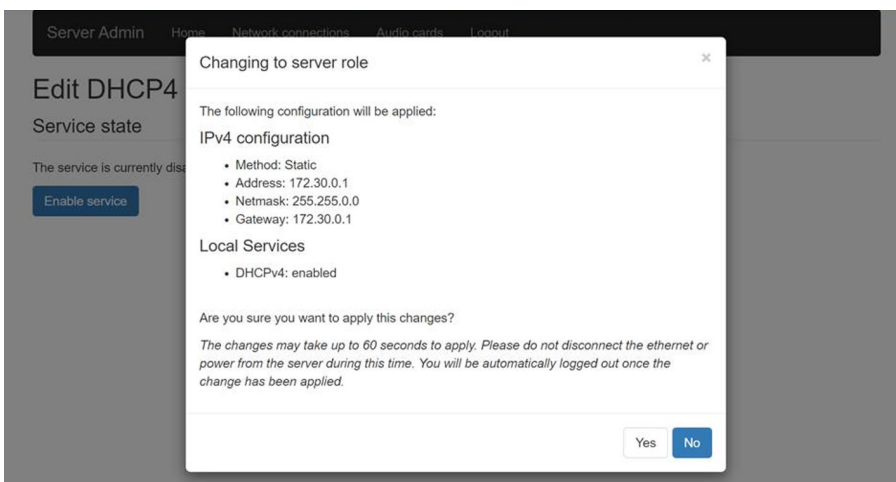 Server Admin Home Network connections Audio cards Logout
Changing to server role ×
Edit DHCP4
The following configuration will be applied:
Service state
IPv4 configuration
The service is currently
• Method: Static
• Address: 172.30.0.1
Enable service
• Netmask: 255.255.0.0
• Gateway: 172.30.0.1
Local Services
• DHCPv4: enabled
Are you sure you want to apply this changes?
The changes may take up to 60 seconds to apply. Please do not disconnect the ethernet or
power from the server during this time. You will be automatically logged out once the
change has been applied.
Yes No